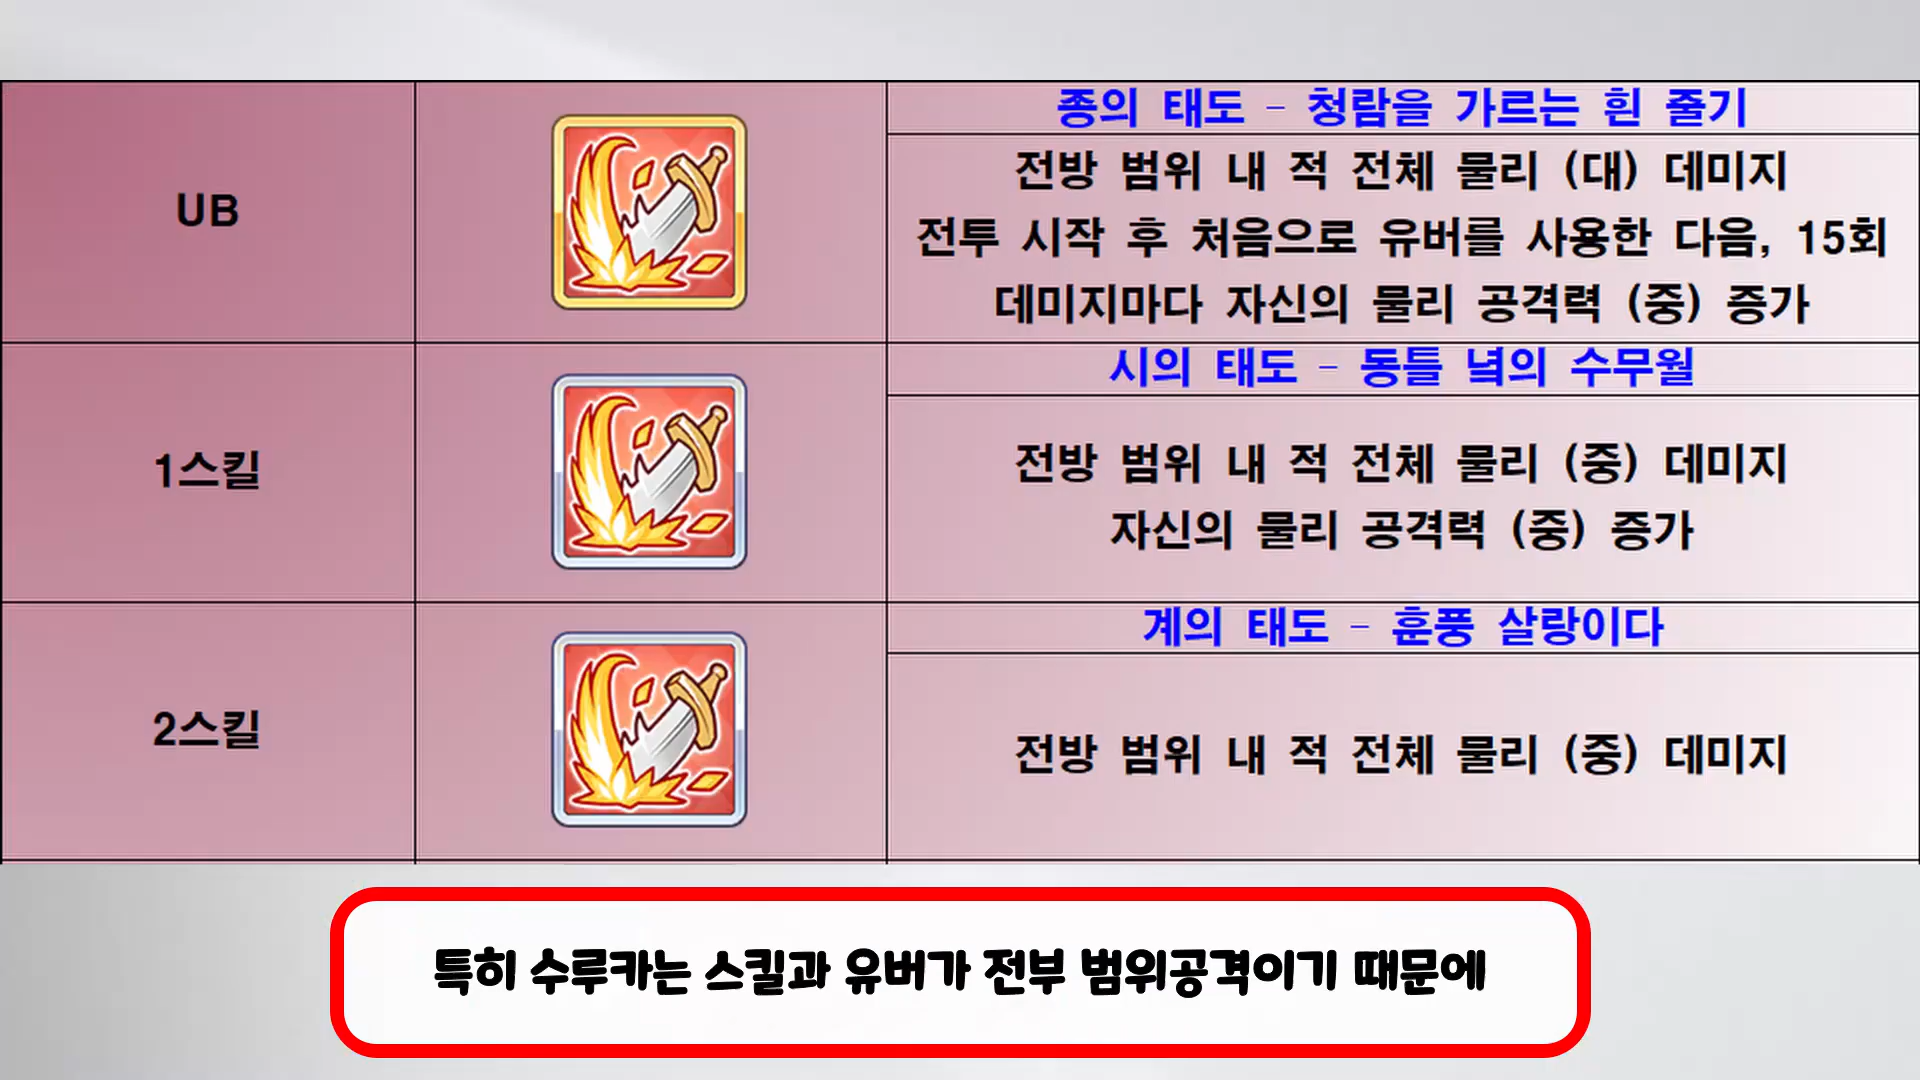 UB
종의 태도 - 청람을 가르는 흰 줄기
전방 범위 내 적 전체 물리 (대) 데미지
전투 시작 후 처음으로 유버를 사용한 다음, 15회
데미지마다 자신의 물리 공격력 (중) 증가
1스킬
시의 태도 - 동틀 녘의 수무월
전방 범위 내 적 전체 물리 (중) 데미지
자신의 물리 공격력 (중) 증가
2스킬
계의 태도 - 훈풍 살랑이다
전방 범위 내 적 전체 물리 (중) 데미지
특히 수루카는 스킬과 유버가 전부 범위공격이기 때문에